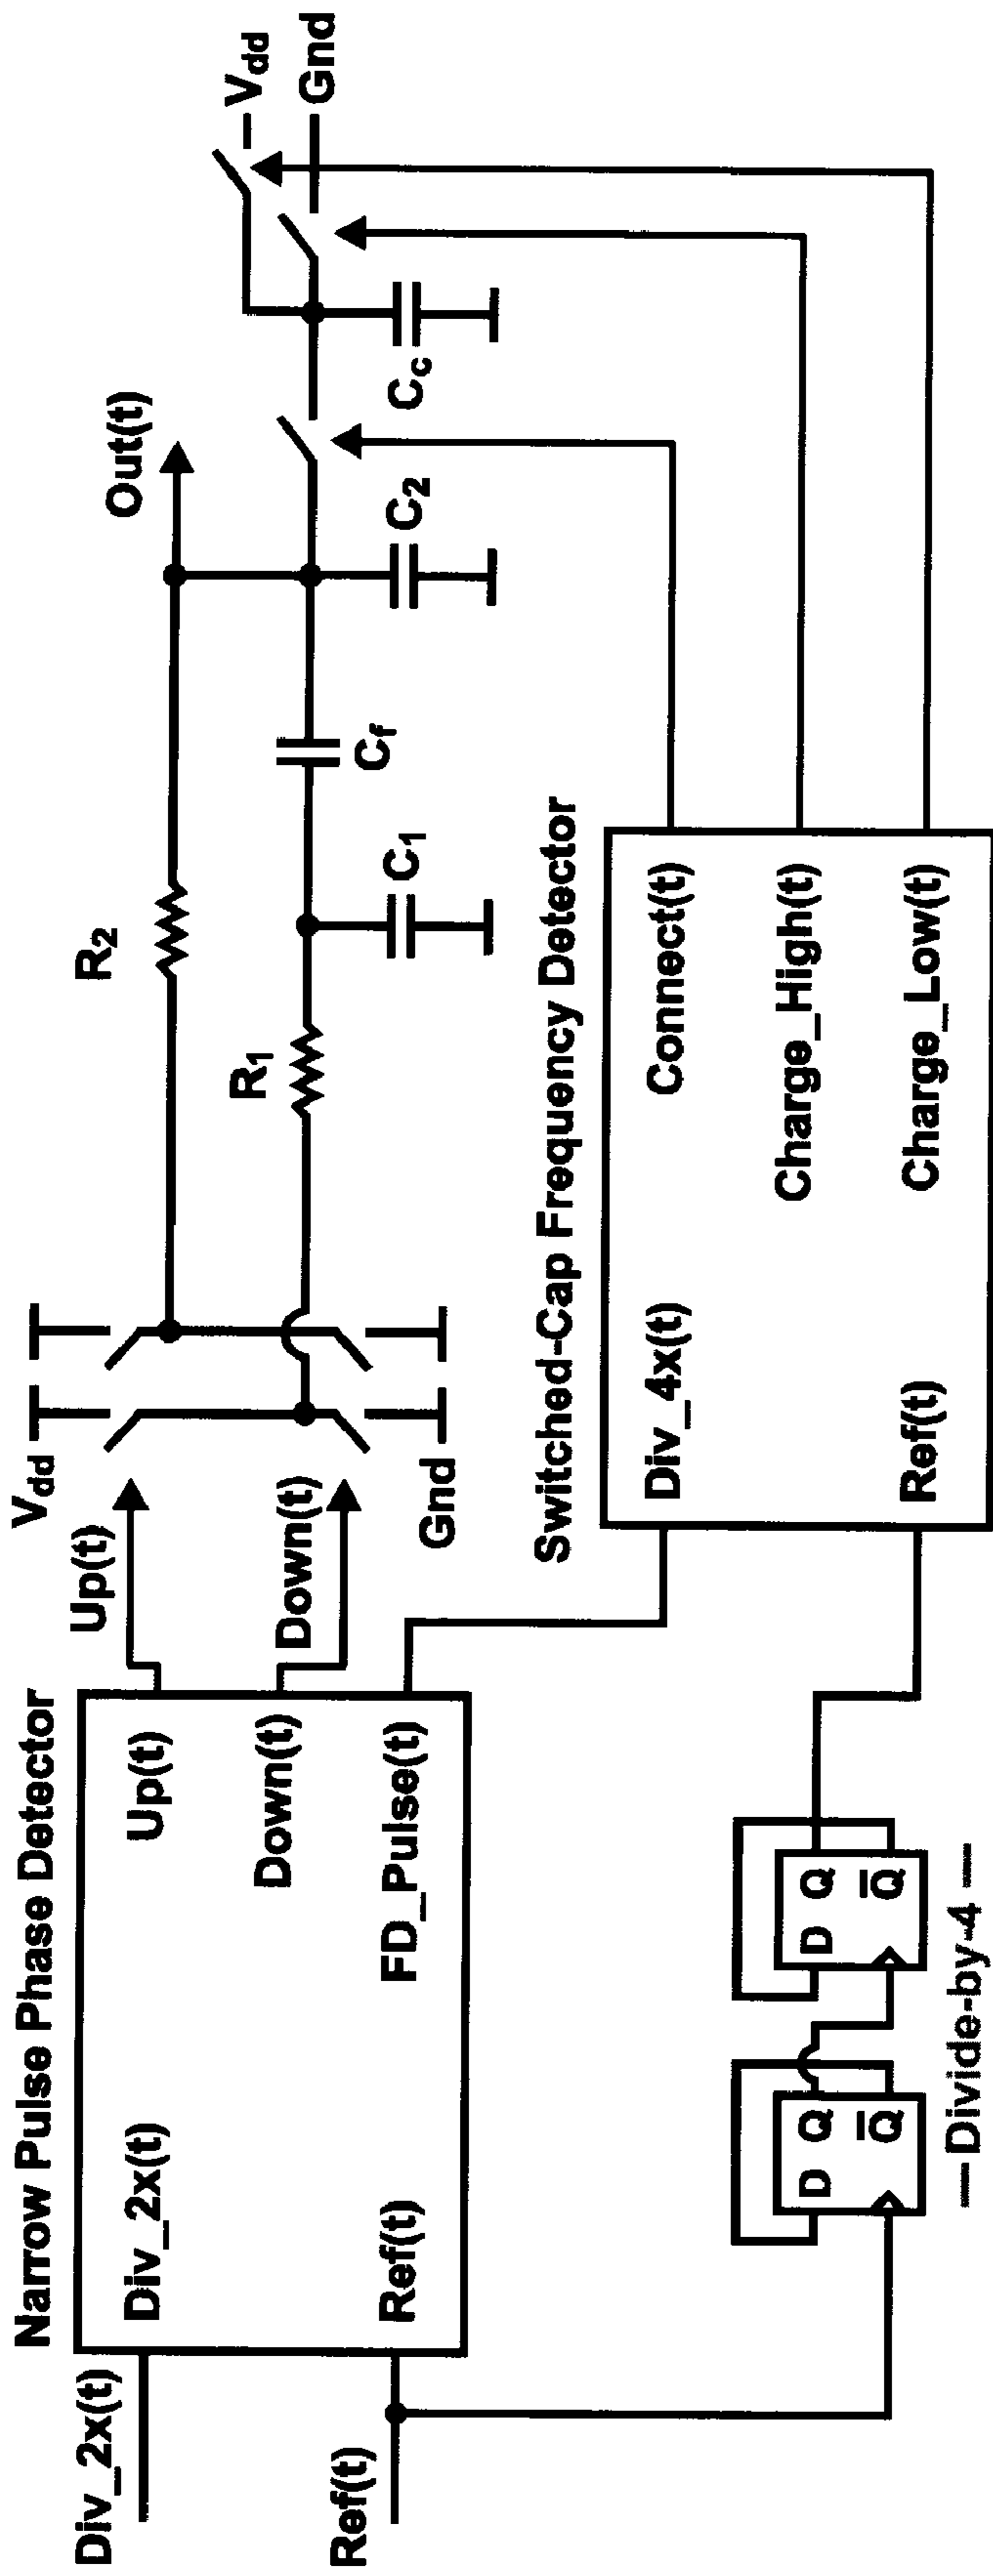 Narrow Pulse Phase Detector
Div_2x(t)
Div_2x(t)
Up(t)
Up(t)
Down(t)
Down(t)
FD_Pulse(t)
Ref(t)
Ref(t)
Vdd
Gnd
R2
R1
C1
Cf
C2
Out(t)
Cc
Vdd
Gnd
Switched-Cap Frequency Detector
Div_4x(t)
Connect(t)
Charge_High(t)
Ref(t)
Charge_Low(t)
D Q
Q̅
D Q
Q̅
Divide-by-4